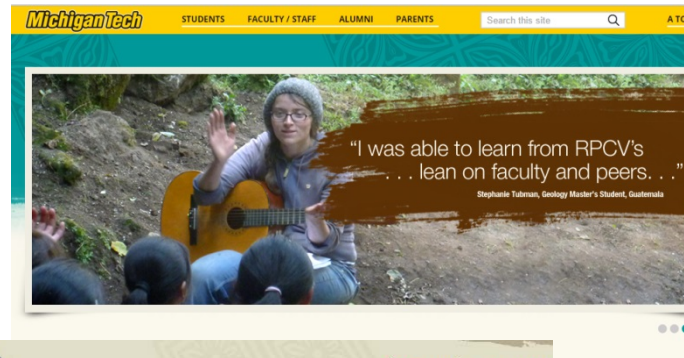 Michigan Tech
STUDENTS FACULTY / STAFF ALUMNI PARENTS Search this site A TO
“I was able to learn from RPCV’s
. . . lean on faculty and peers. . .”
Stephanie Tubman, Geology Master’s Student, Guatemala